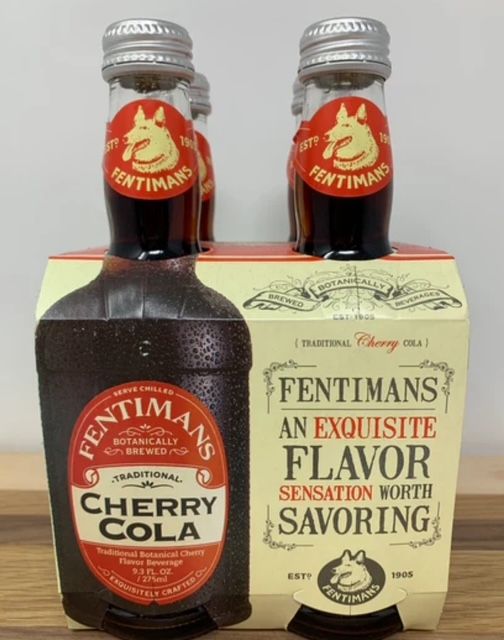 ESTD 190
FENTIMANS
ESTD 190
FENTIMANS
BOTANICALLY
BREWED BEVERAGES
EST. 1905
{ TRADITIONAL Cherry COLA }
FENTIMANS
AN EXQUISITE
FLAVOR
SENSATION WORTH
SAVORING
ESTD 1905
FENTIMANS
SERVE CHILLED
FENTIMANS
BOTANICALLY
BREWED
·TRADITIONAL·
CHERRY
COLA
Traditional Botanical Cherry
Flavor Beverage
9.3 FL. OZ.
/ 275ml
EXQUISITELY CRAFTED